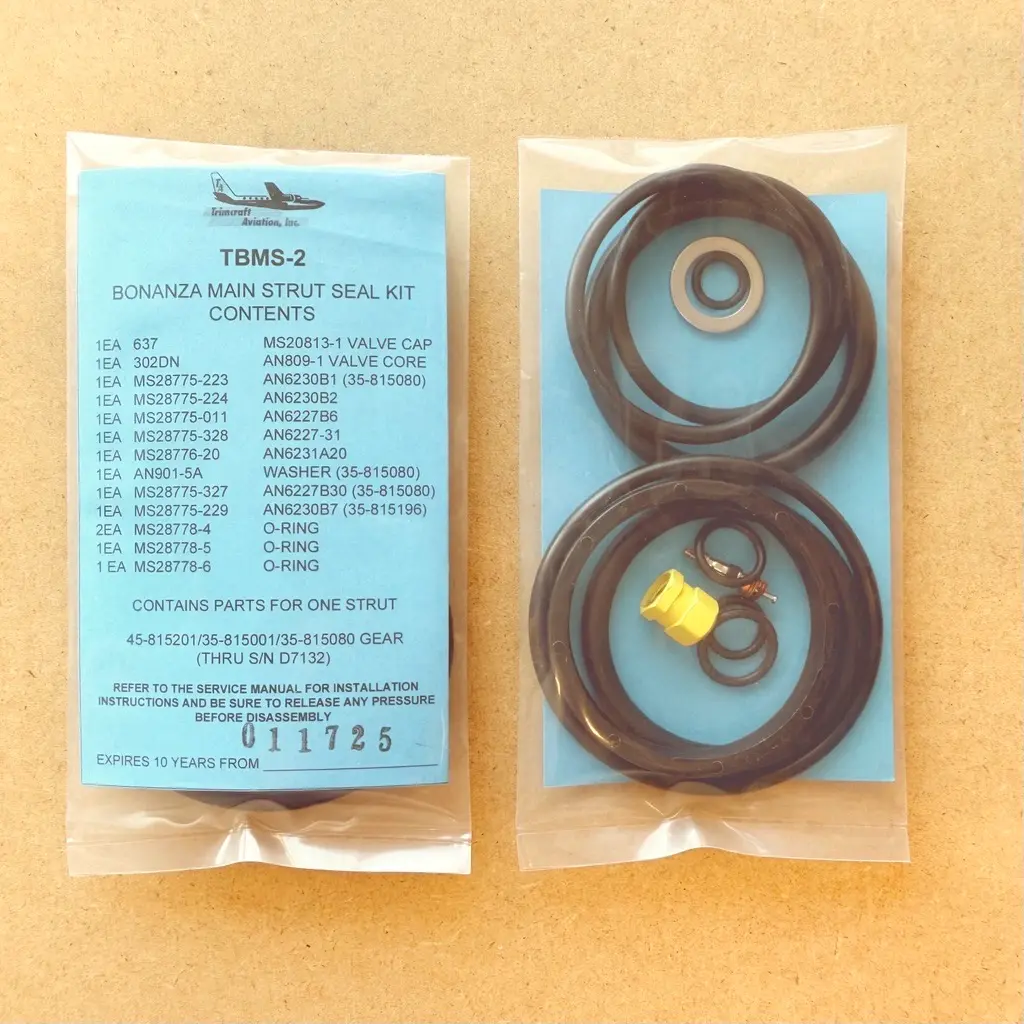 Trimcraft
Aviation, Inc.
TBMS-2
BONANZA MAIN STRUT SEAL KIT
CONTENTS
1EA 637 MS20813-1 VALVE CAP
1EA 302DN AN809-1 VALVE CORE
1EA MS28775-223 AN6230B1 (35-815080)
1EA MS28775-224 AN6230B2
1EA MS28775-011 AN6227B6
1EA MS28775-328 AN6227-31
1EA MS28776-20 AN6231A20
1EA AN901-5A WASHER (35-815080)
1EA MS28775-327 AN6227B30 (35-815080)
1EA MS28775-229 AN6230B7 (35-815196)
2EA MS28778-4 O-RING
1EA MS28778-5 O-RING
1 EA MS28778-6 O-RING
CONTAINS PARTS FOR ONE STRUT
45-815201/35-815001/35-815080 GEAR
(THRU S/N D7132)
REFER TO THE SERVICE MANUAL FOR INSTALLATION
INSTRUCTIONS AND BE SURE TO RELEASE ANY PRESSURE
BEFORE DISASSEMBLY
011725
EXPIRES 10 YEARS FROM